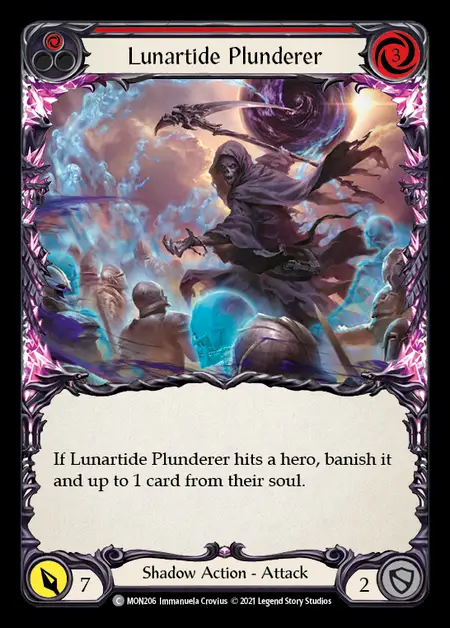 Lunartide Plunderer
3
If Lunartide Plunderer hits a hero, banish it
and up to 1 card from their soul.
7
Shadow Action - Attack
2
C MON206 Immanuela Crovius © 2021 Legend Story Studios